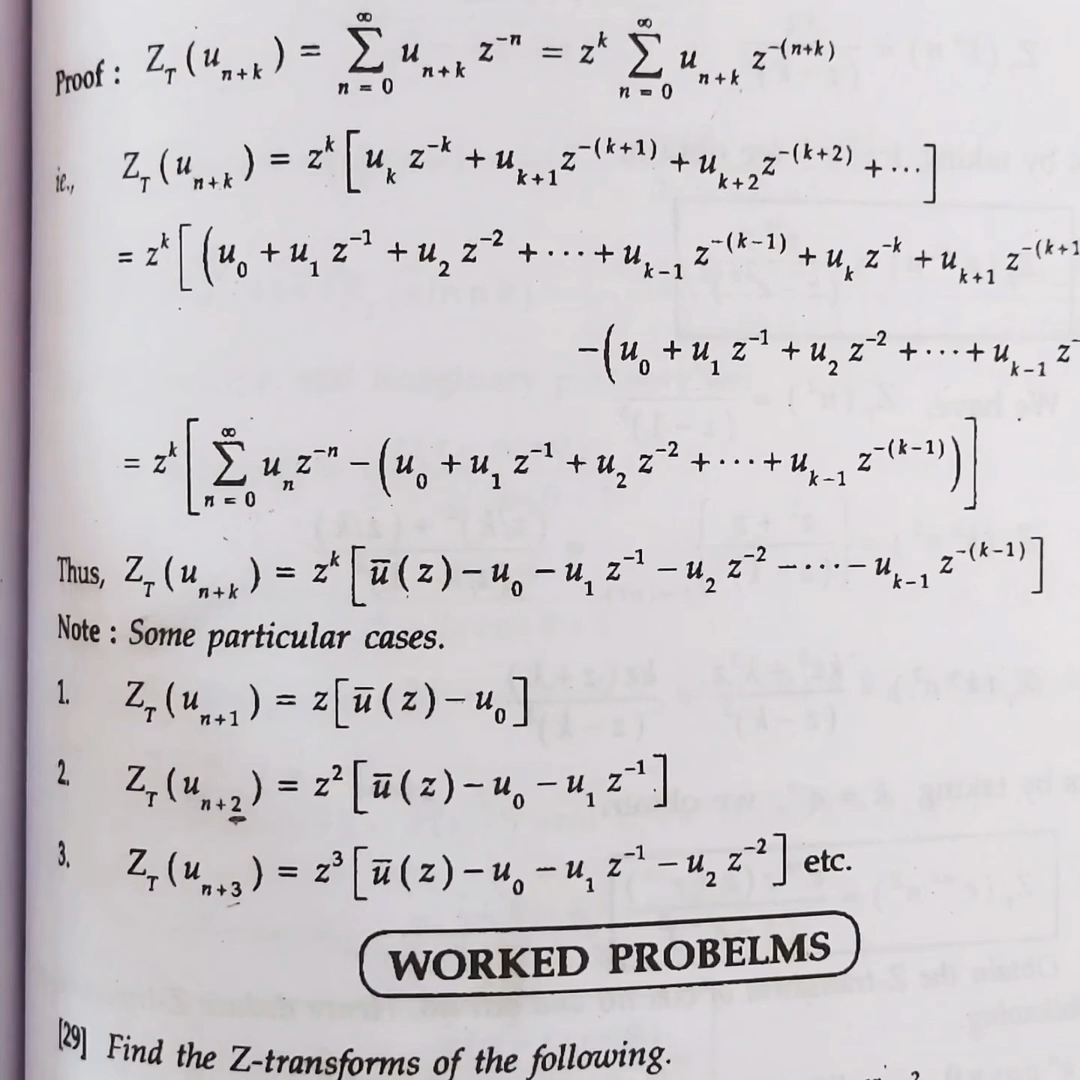 Proof : Z_T (u_{n+k}) = ∑_{n = 0}^{∞} u_{n+k} z^{-n} = z^k ∑_{n = 0}^{∞} u_{n+k} z^{-(n+k)}
ie., Z_T (u_{n+k}) = z^k [u_k z^{-k} + u_{k+1} z^{-(k+1)} + u_{k+2} z^{-(k+2)} + ⋯]
= z^k [(u_0 + u_1 z^{-1} + u_2 z^{-2} + ⋯ + u_{k-1} z^{-(k-1)} + u_k z^{-k} + u_{k+1} z^{-(k+1
-(u_0 + u_1 z^{-1} + u_2 z^{-2} + ⋯ + u_{k-1} z^-
= z^k [∑_{n = 0}^{∞} u_n z^{-n} - (u_0 + u_1 z^{-1} + u_2 z^{-2} + ⋯ + u_{k-1} z^{-(k-1)})]
Thus, Z_T (u_{n+k}) = z^k [ū(z) - u_0 - u_1 z^{-1} - u_2 z^{-2} - ⋯ - u_{k-1} z^{-(k-1)}]
Note : Some particular cases.
1. Z_T (u_{n+1}) = z[ū(z) - u_0]
2. Z_T (u_{n+2}) = z^2 [ū(z) - u_0 - u_1 z^{-1}]
3. Z_T (u_{n+3}) = z^3 [ū(z) - u_0 - u_1 z^{-1} - u_2 z^{-2}] etc.
WORKED PROBELMS
[29] Find the Z-transforms of the following.